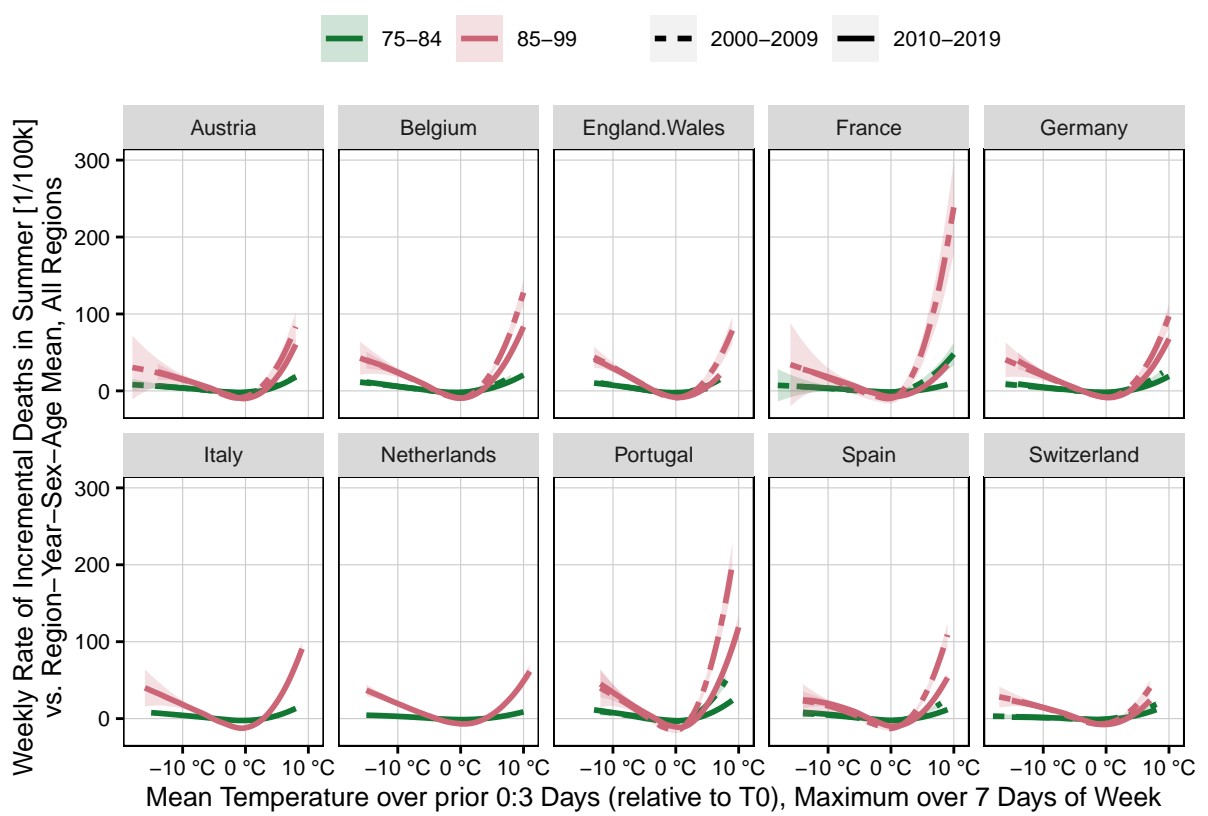 75–84 85–99 2000–2009 2010–2019
Weekly Rate of Incremental Deaths in Summer [1/100k]
vs. Region–Year–Sex–Age Mean, All Regions
Austria Belgium England.Wales France Germany
300
200
100
0
Italy Netherlands Portugal Spain Switzerland
300
200
100
0
−10 °C 0 °C 10 °C −10 °C 0 °C 10 °C −10 °C 0 °C 10 °C −10 °C 0 °C 10 °C −10 °C 0 °C 10 °C
Mean Temperature over prior 0:3 Days (relative to T0), Maximum over 7 Days of Week